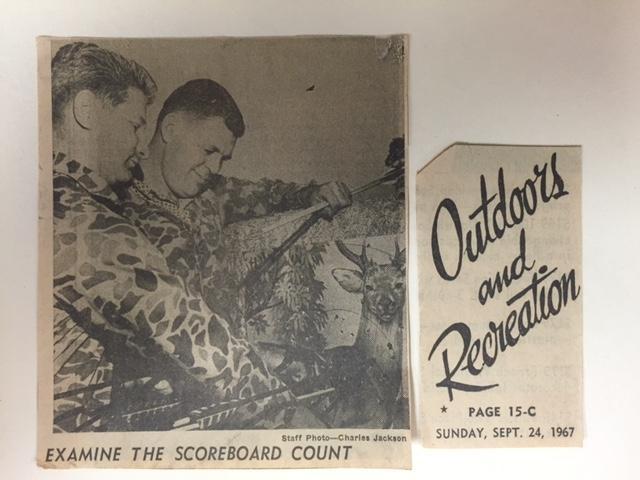 Staff Photo—Charles Jackson
EXAMINE THE SCOREBOARD COUNT
Outdoors
and
Recreation
★ PAGE 15-C
SUNDAY, SEPT. 24, 1967